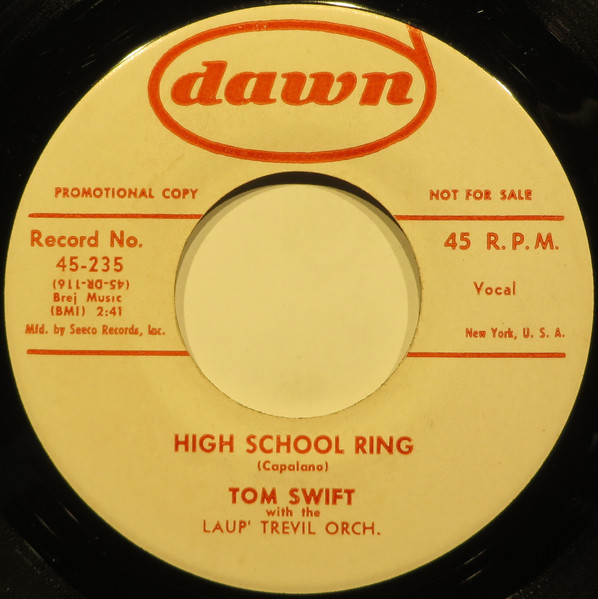 dawn
PROMOTIONAL COPY
NOT FOR SALE
Record No.
45-235
(45-DR-116)
Brej Music
(BMI) 2:41
Mfd. by Seeco Records, Inc.
45 R.P.M.
Vocal
New York, U. S. A.
HIGH SCHOOL RING
(Capalano)
TOM SWIFT
with the
LAUP' TREVIL ORCH.